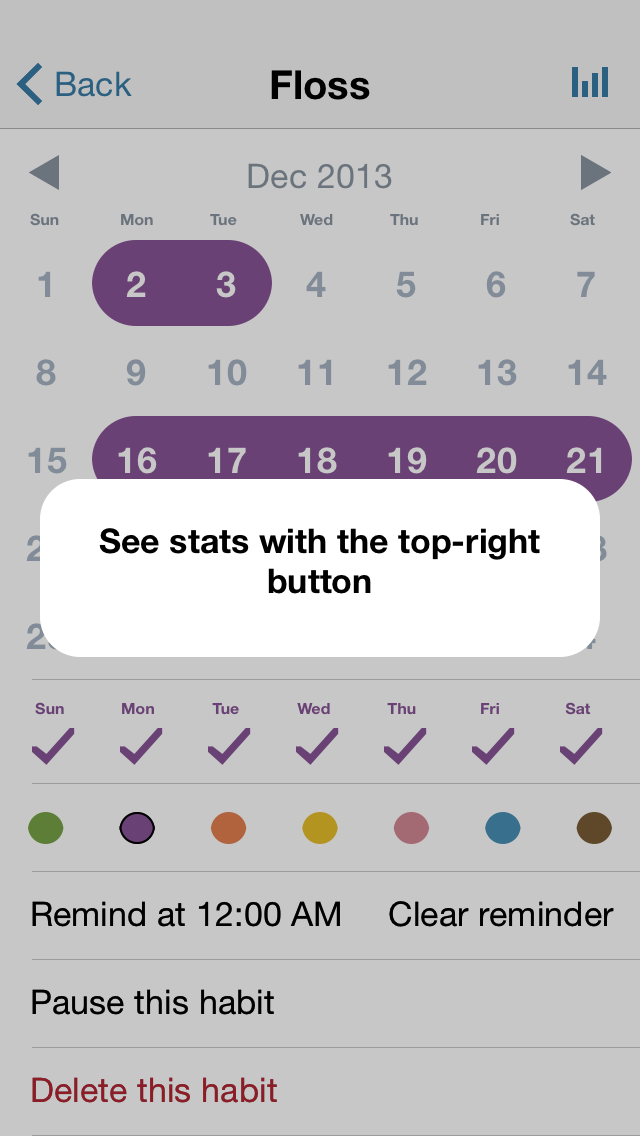 Back Floss
Dec 2013
Sun Mon Tue Wed Thu Fri Sat
1 2 3 4 5 6 7
8 9 10 11 12 13 14
15 16 17 18 19 20 21
See stats with the top-right
button
Sun Mon Tue Wed Thu Fri Sat
Remind at 12:00 AM Clear reminder
Pause this habit
Delete this habit